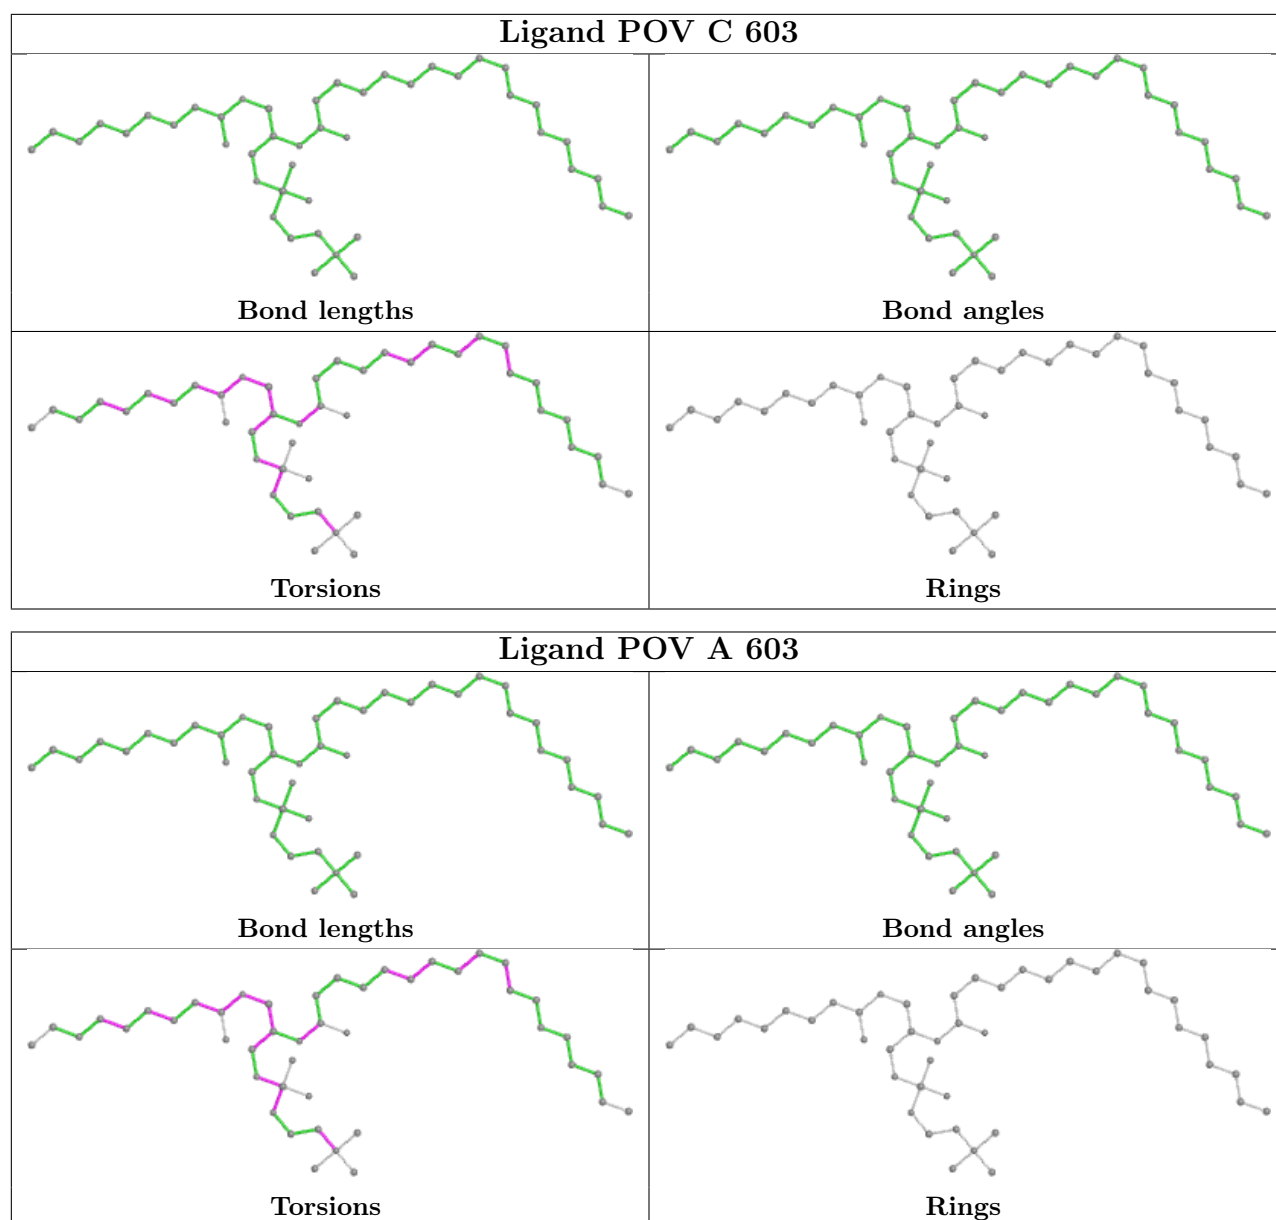 Ligand POV C 603
Bond lengths
Bond angles
Torsions
Rings
Ligand POV A 603
Bond lengths
Bond angles
Torsions
Rings